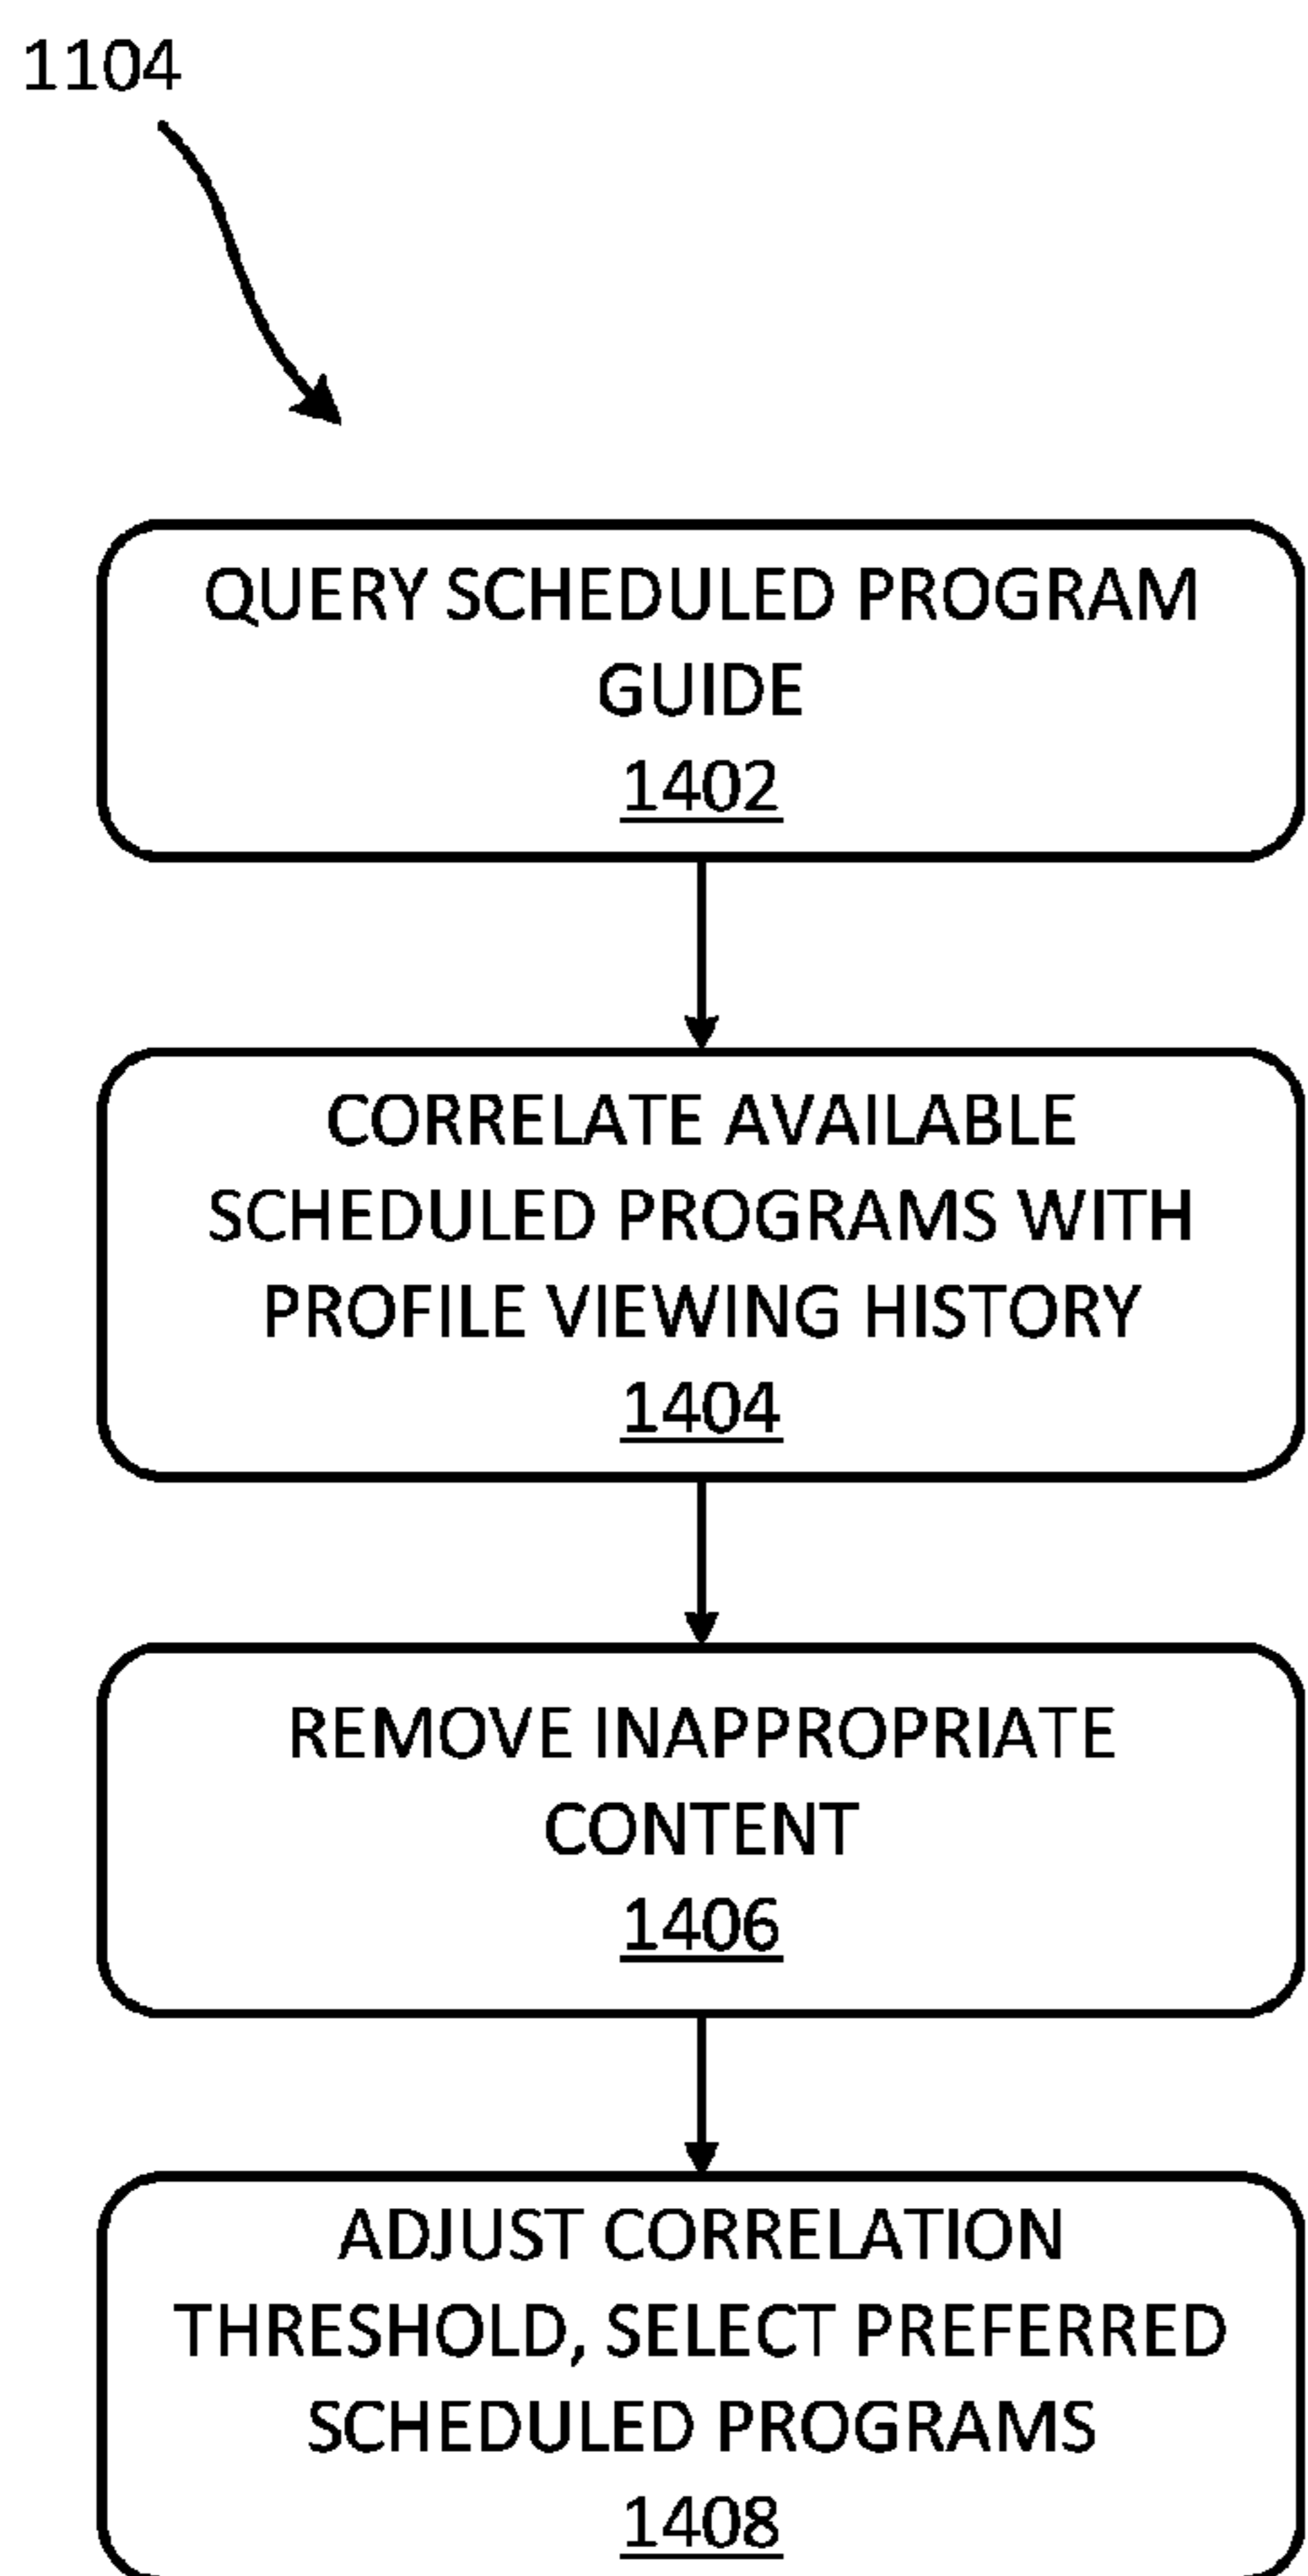 1104
QUERY SCHEDULED PROGRAM
GUIDE
1402
CORRELATE AVAILABLE
SCHEDULED PROGRAMS WITH
PROFILE VIEWING HISTORY
1404
REMOVE INAPPROPRIATE
CONTENT
1406
ADJUST CORRELATION
THRESHOLD, SELECT PREFERRED
SCHEDULED PROGRAMS
1408